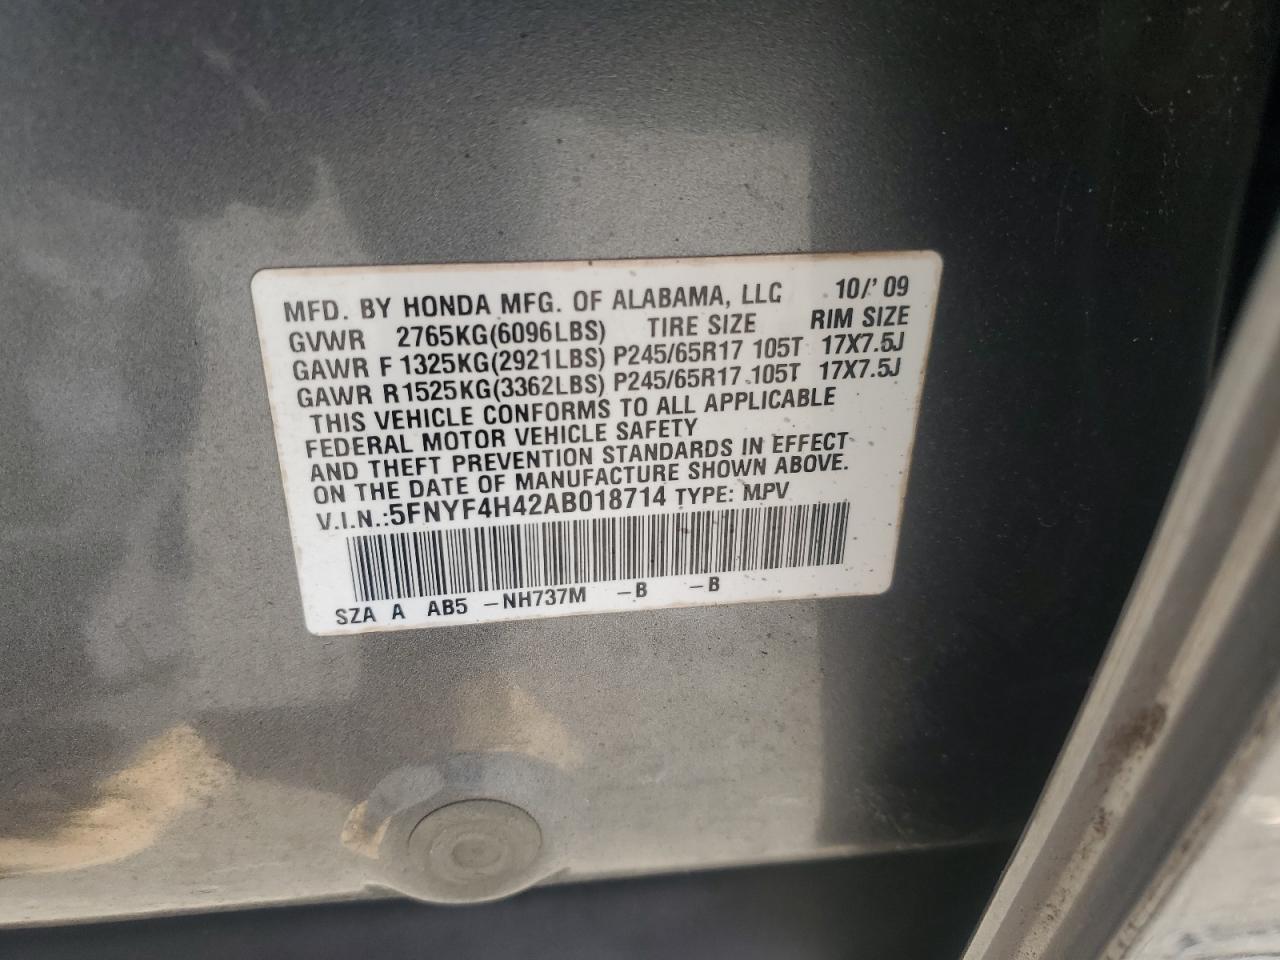 MFD. BY HONDA MFG. OF ALABAMA, LLC 10/'09
GVWR 2765KG(6096LBS) TIRE SIZE RIM SIZE
GAWR F 1325KG(2921LBS) P245/65R17 105T 17X7.5J
GAWR R 1525KG(3362LBS) P245/65R17 105T 17X7.5J
THIS VEHICLE CONFORMS TO ALL APPLICABLE
FEDERAL MOTOR VEHICLE SAFETY
AND THEFT PREVENTION STANDARDS IN EFFECT
ON THE DATE OF MANUFACTURE SHOWN ABOVE.
V.I.N.:5FNYF4H42AB018714 TYPE: MPV
SZA A AB5 -NH737M -B -B